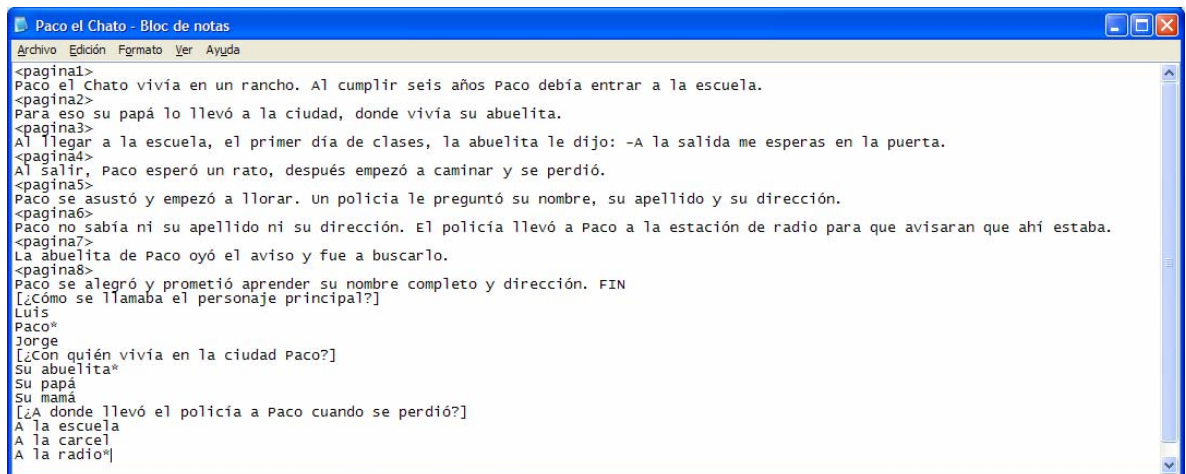 Paco el Chato - Bloc de notas
Archivo Edición Formato Ver Ayuda
<pagina1>
Paco el Chato vivía en un rancho. Al cumplir seis años Paco debía entrar a la escuela.
<pagina2>
Para eso su papá lo llevó a la ciudad, donde vivía su abuelita.
<pagina3>
Al llegar a la escuela, el primer día de clases, la abuelita le dijo: -A la salida me esperas en la puerta.
<pagina4>
Al salir, Paco esperó un rato, después empezó a caminar y se perdió.
<pagina5>
Paco se asustó y empezó a llorar. Un policia le preguntó su nombre, su apellido y su dirección.
<pagina6>
Paco no sabía ni su apellido ni su dirección. El policía llevó a Paco a la estación de radio para que avisaran que ahí estaba.
<pagina7>
La abuelita de Paco oyó el aviso y fue a buscarlo.
<pagina8>
Paco se alegró y prometió aprender su nombre completo y dirección. FIN
[¿Cómo se llamaba el personaje principal?]
Luis
Paco*
Jorge
[¿Con quién vivía en la ciudad Paco?]
Su abuelita*
Su papá
Su mamá
[¿A donde llevó el policía a Paco cuando se perdió?]
A la escuela
A la carcel
A la radio*